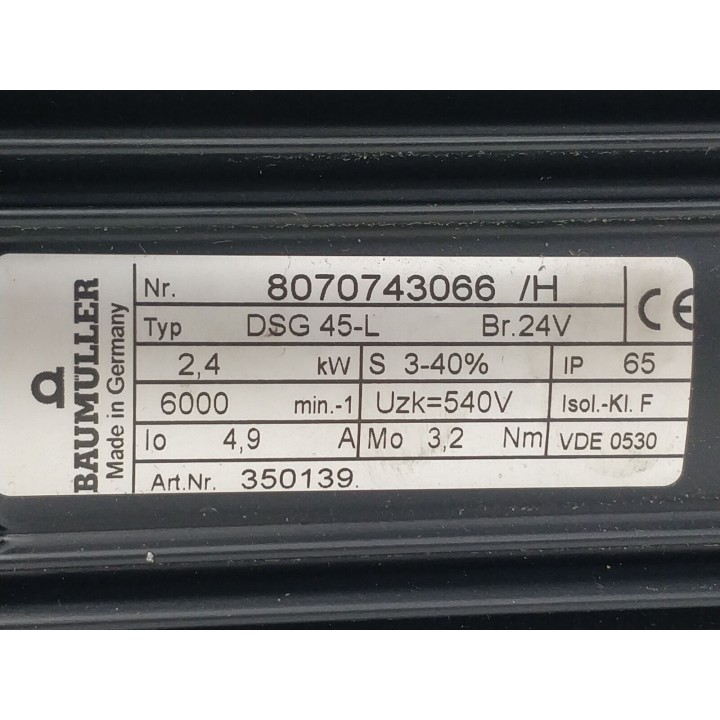 BAUMÜLLER
Made in Germany
Nr. 8070743066 /H
Typ DSG 45-L Br.24V
CE
2,4 kW S 3-40% IP 65
6000 min.-1 Uzk=540V Isol.-Kl. F
Io 4,9 A Mo 3,2 Nm VDE 0530
Art.Nr. 350139.